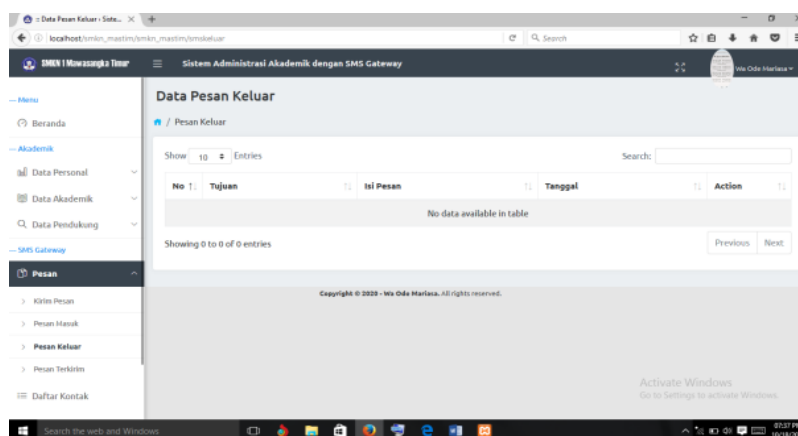 :: Data Pesan Keluar : Siste...
localhost/smkn_mastim/smkn_mastim/smskeluar
Search
SMKN 1 Mawasangka Timur
Sistem Administrasi Akademik dengan SMS Gateway
Wa Ode Marlasa
— Menu
Beranda
— Akademik
Data Personal
Data Akademik
Data Pendukung
— SMS Gateway
Pesan
Kirim Pesan
Pesan Masuk
Pesan Keluar
Pesan Terkirim
Daftar Kontak
Data Pesan Keluar
/ Pesan Keluar
Show 10 Entries
Search:
No Tujuan Isi Pesan Tanggal Action
No data available in table
Showing 0 to 0 of 0 entries
Previous Next
Copyright © 2020 - Wa Ode Marlasa. All rights reserved.
Activate Windows
Go to Settings to activate Windows.
Search the web and Windows
07:37 PM